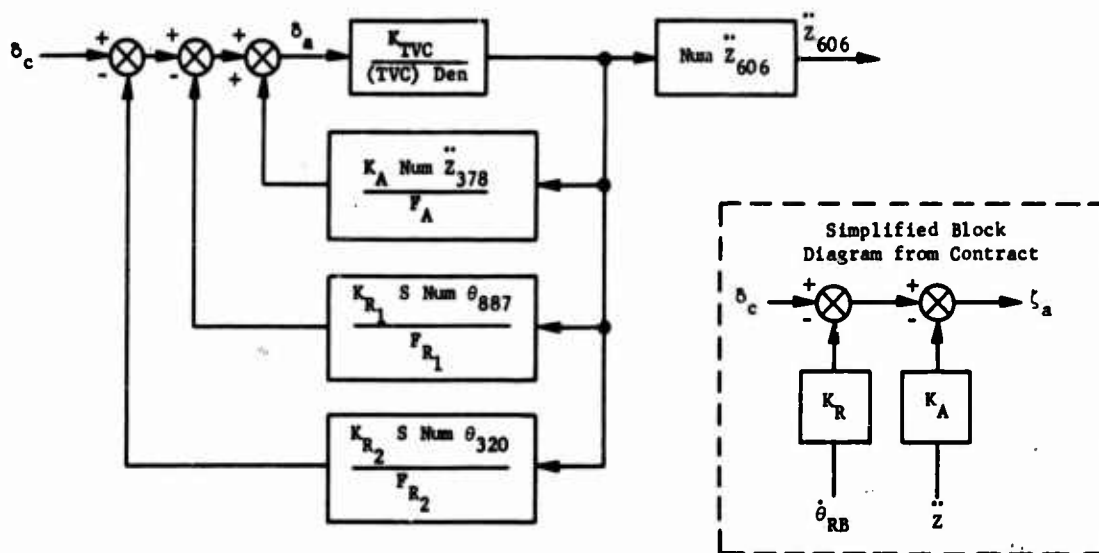 δc
+
-
+
-
+
+
δa
K_TVC
(TVC) Den
Num Z̈606
Z̈606
K_A Num Z̈378
F_A
K_R1 S Num θ887
F_R1
K_R2 S Num θ320
F_R2
Simplified Block
Diagram from Contract
δc
+
-
+
-
ζa
K_R
K_A
θ̇_RB
Z̈